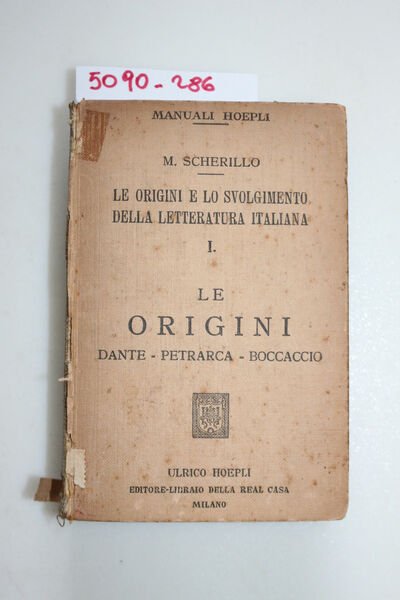 5090-286
MANUALI HOEPLI
M. SCHERILLO
LE ORIGINI E LO SVOLGIMENTO
DELLA LETTERATURA ITALIANA
I.
LE
ORIGINI
DANTE - PETRARCA - BOCCACCIO
ULRICO HOEPLI
EDITORE-LIBRAIO DELLA REAL CASA
MILANO